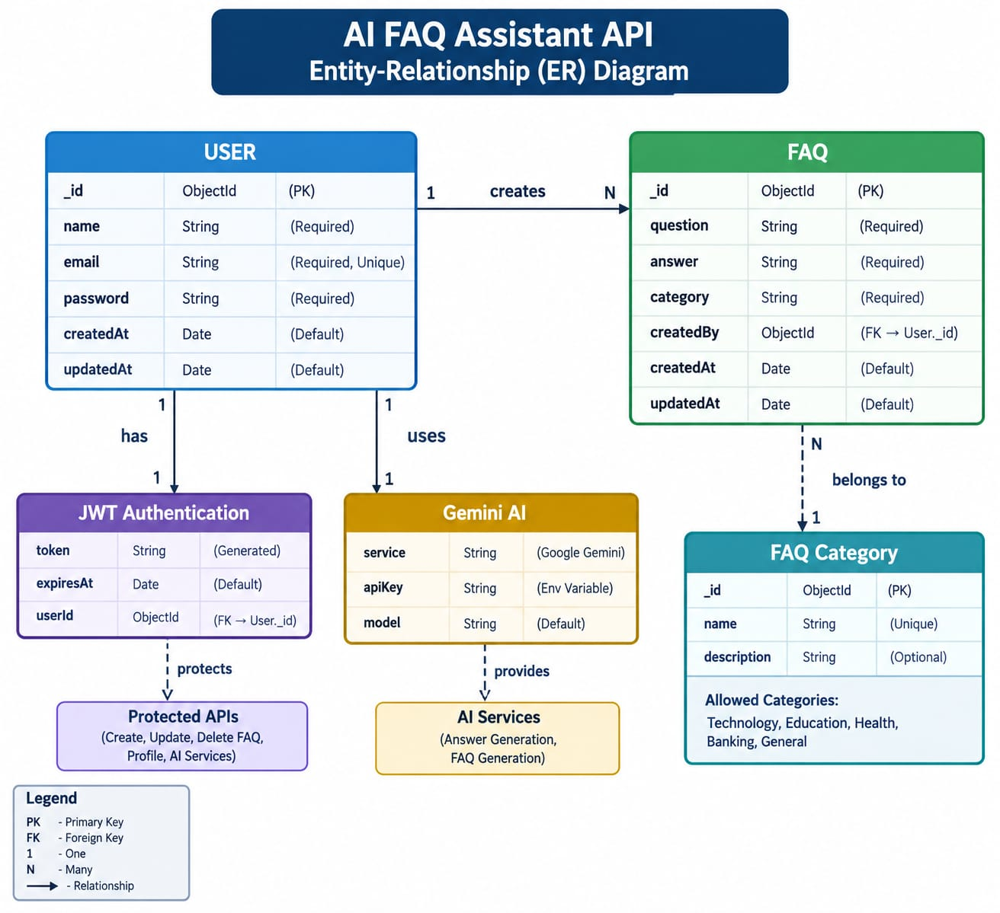 AI FAQ Assistant API
Entity-Relationship (ER) Diagram
USER
_id ObjectId (PK)
name String (Required)
email String (Required, Unique)
password String (Required)
createdAt Date (Default)
updatedAt Date (Default)
1 creates N
FAQ
_id ObjectId (PK)
question String (Required)
answer String (Required)
category String (Required)
createdBy ObjectId (FK → User._id)
createdAt Date (Default)
updatedAt Date (Default)
1
has
1
1
uses
1
N
belongs to
1
JWT Authentication
token String (Generated)
expiresAt Date (Default)
userId ObjectId (FK → User._id)
protects
Protected APIs
(Create, Update, Delete FAQ,
Profile, AI Services)
Gemini AI
service String (Google Gemini)
apiKey String (Env Variable)
model String (Default)
provides
AI Services
(Answer Generation,
FAQ Generation)
FAQ Category
_id ObjectId (PK)
name String (Unique)
description String (Optional)
Allowed Categories:
Technology, Education, Health,
Banking, General
Legend
PK - Primary Key
FK - Foreign Key
1 - One
N - Many
- Relationship